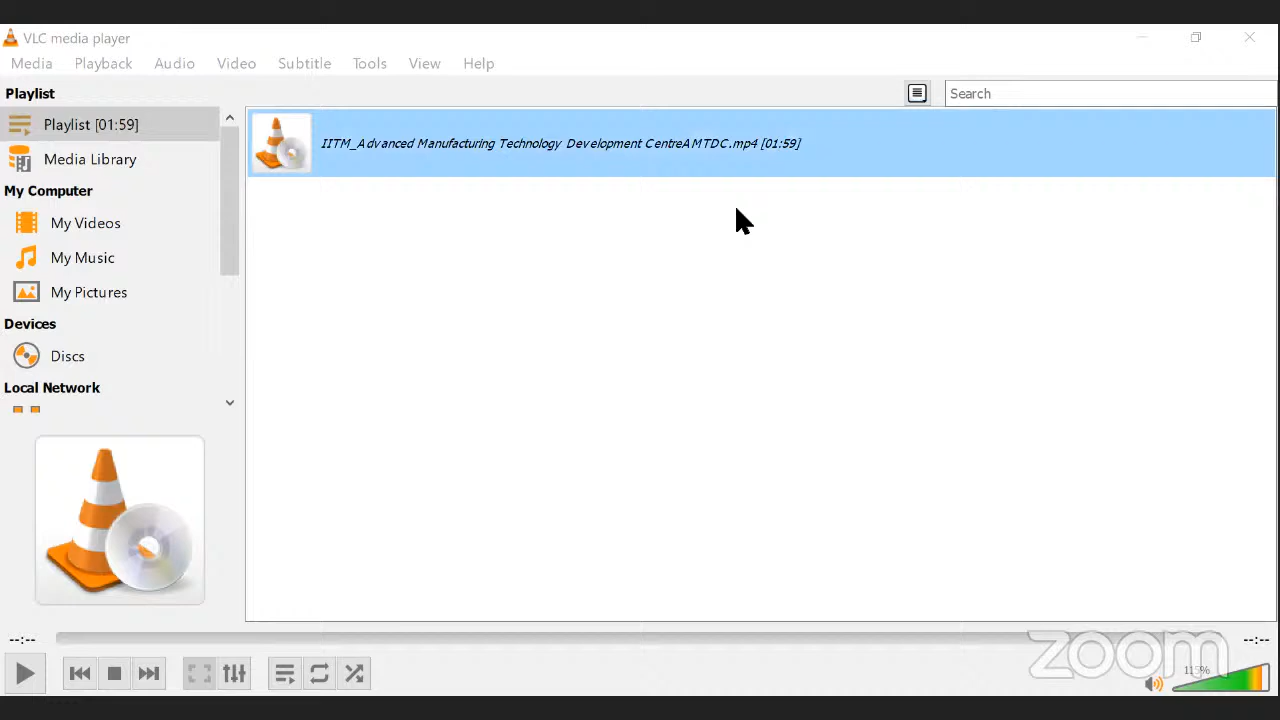 VLC media player
Media Playback Audio Video Subtitle Tools View Help
Playlist
Search
Playlist [01:59]
IITM_Advanced Manufacturing Technology Development CentreAMTDC.mp4 [01:59]
Media Library
My Computer
My Videos
My Music
My Pictures
Devices
Discs
Local Network
--:--
--:--
zoom
115%